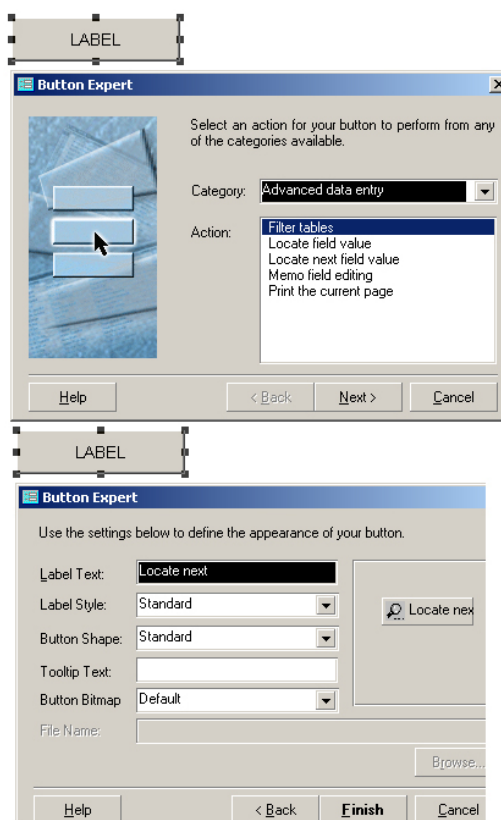 LABEL
Button Expert
Select an action for your button to perform from any
of the categories available.
Category: Advanced data entry
Action: Filter tables
Locate field value
Locate next field value
Memo field editing
Print the current page
Help < Back Next > Cancel
LABEL
Button Expert
Use the settings below to define the appearance of your button.
Label Text: Locate next
Label Style: Standard
Locate nex
Button Shape: Standard
Tooltip Text:
Button Bitmap Default
File Name:
Browse...
Help < Back Finish Cancel